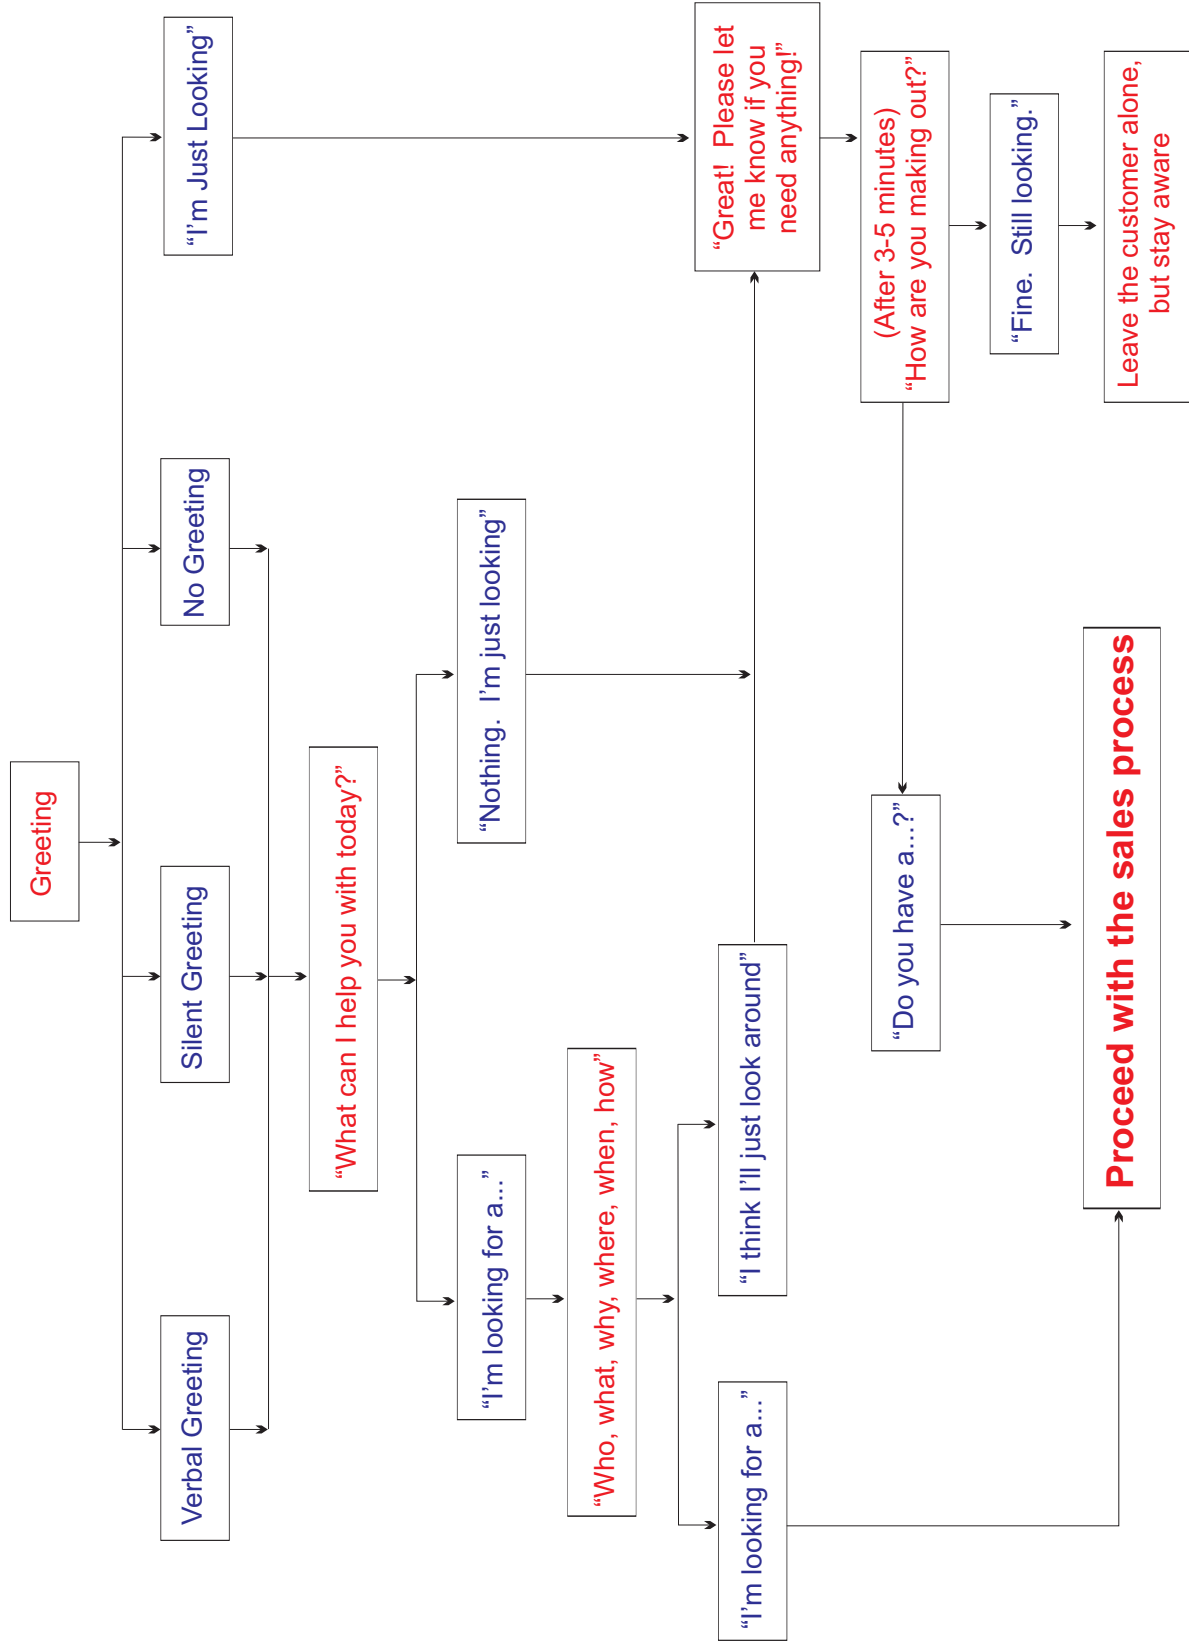 Greeting
Verbal Greeting
Silent Greeting
No Greeting
“I’m Just Looking”
“What can I help you with today?”
“I’m looking for a...”
“Nothing.  I’m just looking”
“Who, what, why, where, when, how”
“I’m looking for a...”
“I think I’ll just look around”
“Great!  Please let
me know if you
need anything!”
(After 3-5 minutes)
“How are you making out?”
“Do you have a...?”
“Fine.  Still looking.”
Proceed with the sales process
Leave the customer alone,
but stay aware